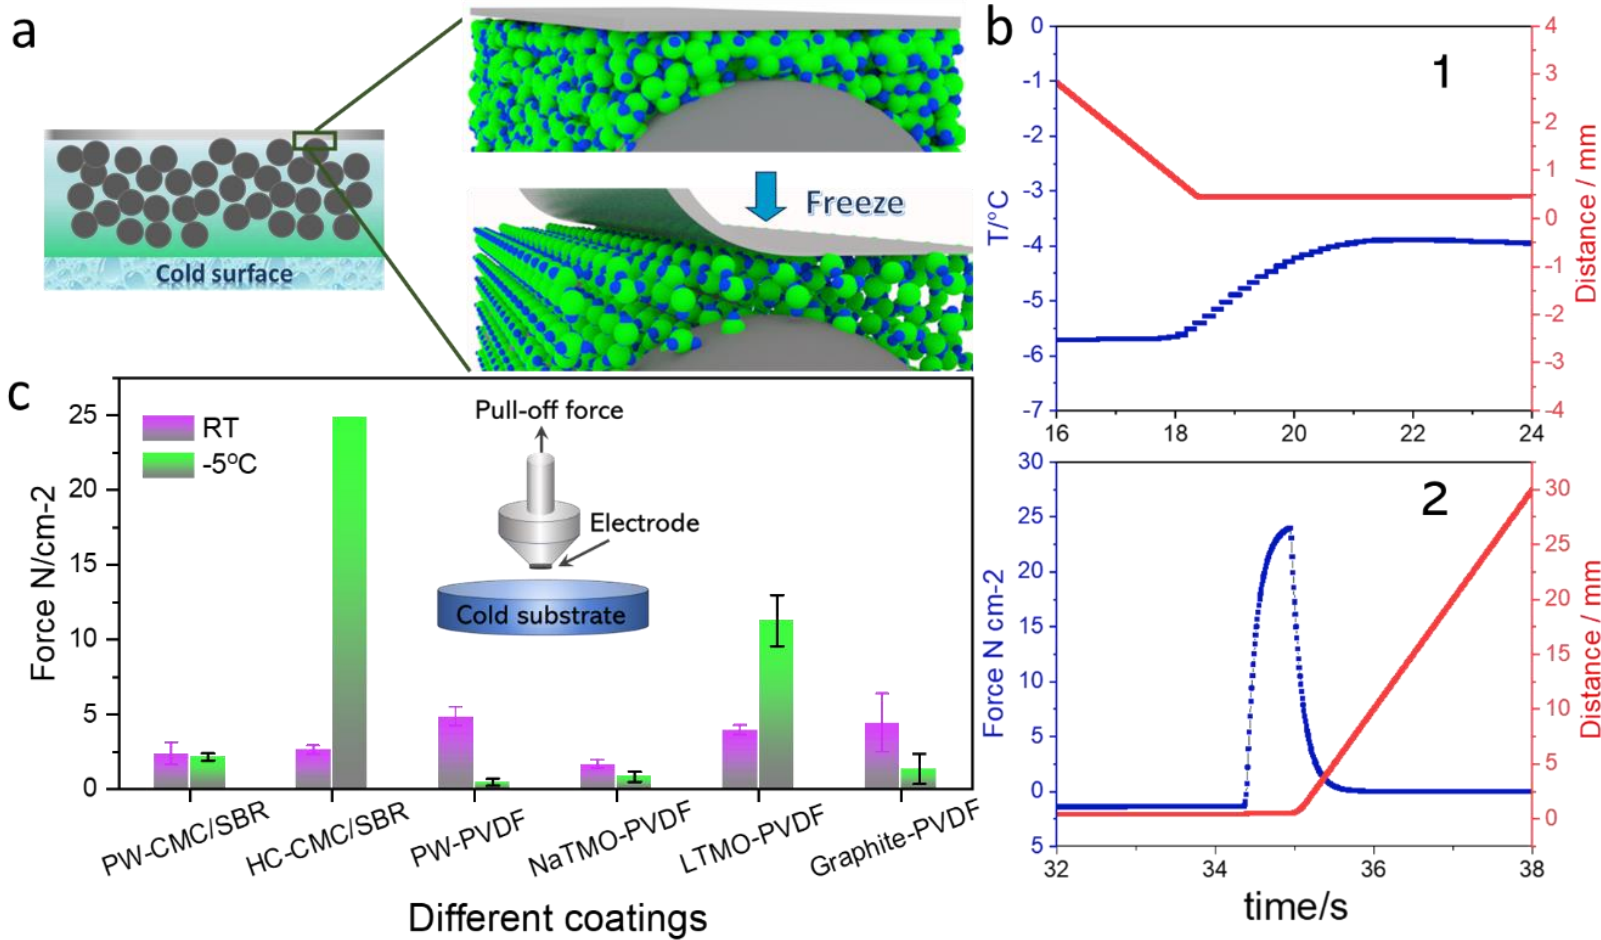 a
Freeze
Cold surface
b
1
0
-1
-2
-3
-4
-5
-6
-7
T/°C
4
3
2
1
0
-1
-2
-3
-4
Distance / mm
16 18 20 22 24
2
30
25
20
15
10
5
0
5
Force N cm-2
30
25
20
15
10
5
0
Distance / mm
32 34 36 38
time/s
c
RT
-5°C
Pull-off force
Electrode
Cold substrate
25
20
15
10
5
0
Force N/cm-2
PW-CMC/SBR
HC-CMC/SBR
PW-PVDF
NaTMO-PVDF
LTMO-PVDF
Graphite-PVDF
Different coatings